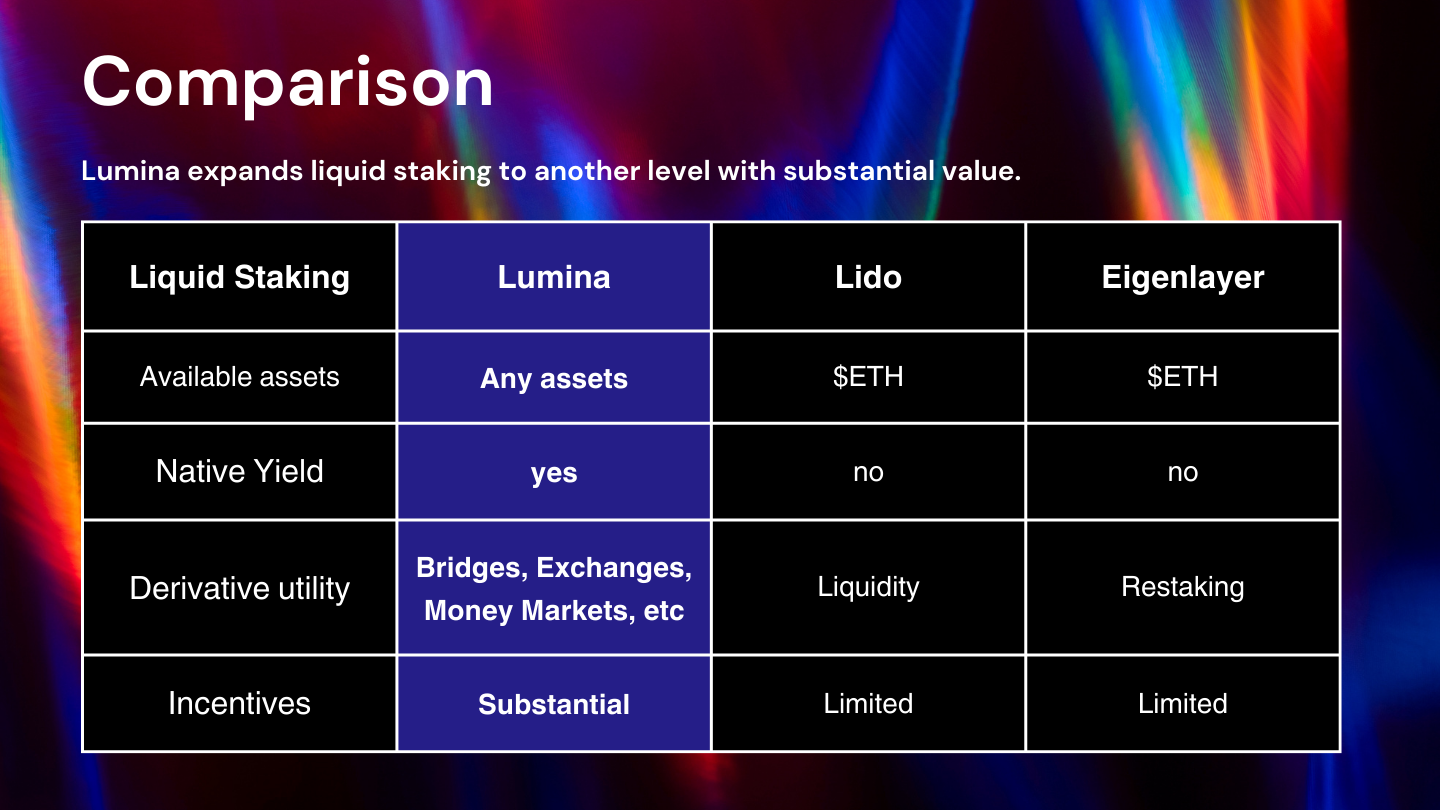 Comparison
Lumina expands liquid staking to another level with substantial value.
Liquid Staking Lumina Lido Eigenlayer
Available assets Any assets $ETH $ETH
Native Yield yes no no
Derivative utility Bridges, Exchanges, Money Markets, etc Liquidity Restaking
Incentives Substantial Limited Limited